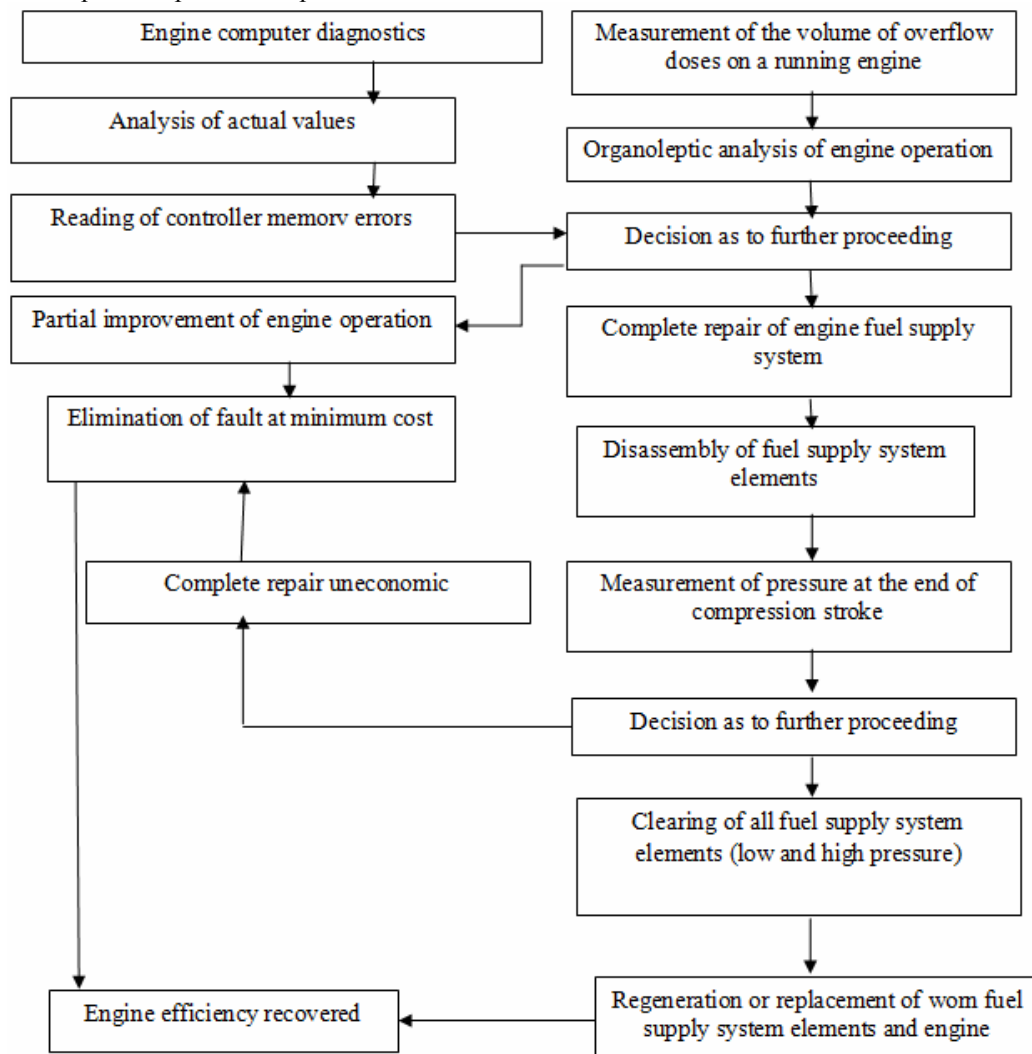 Engine computer diagnostics
Analysis of actual values
Reading of controller memory errors
Partial improvement of engine operation
Elimination of fault at minimum cost
Complete repair uneconomic
Engine efficiency recovered
Measurement of the volume of overflow
doses on a running engine
Organoleptic analysis of engine operation
Decision as to further proceeding
Complete repair of engine fuel supply
system
Disassembly of fuel supply system
elements
Measurement of pressure at the end of
compression stroke
Decision as to further proceeding
Clearing of all fuel supply system
elements (low and high pressure)
Regeneration or replacement of worn fuel
supply system elements and engine